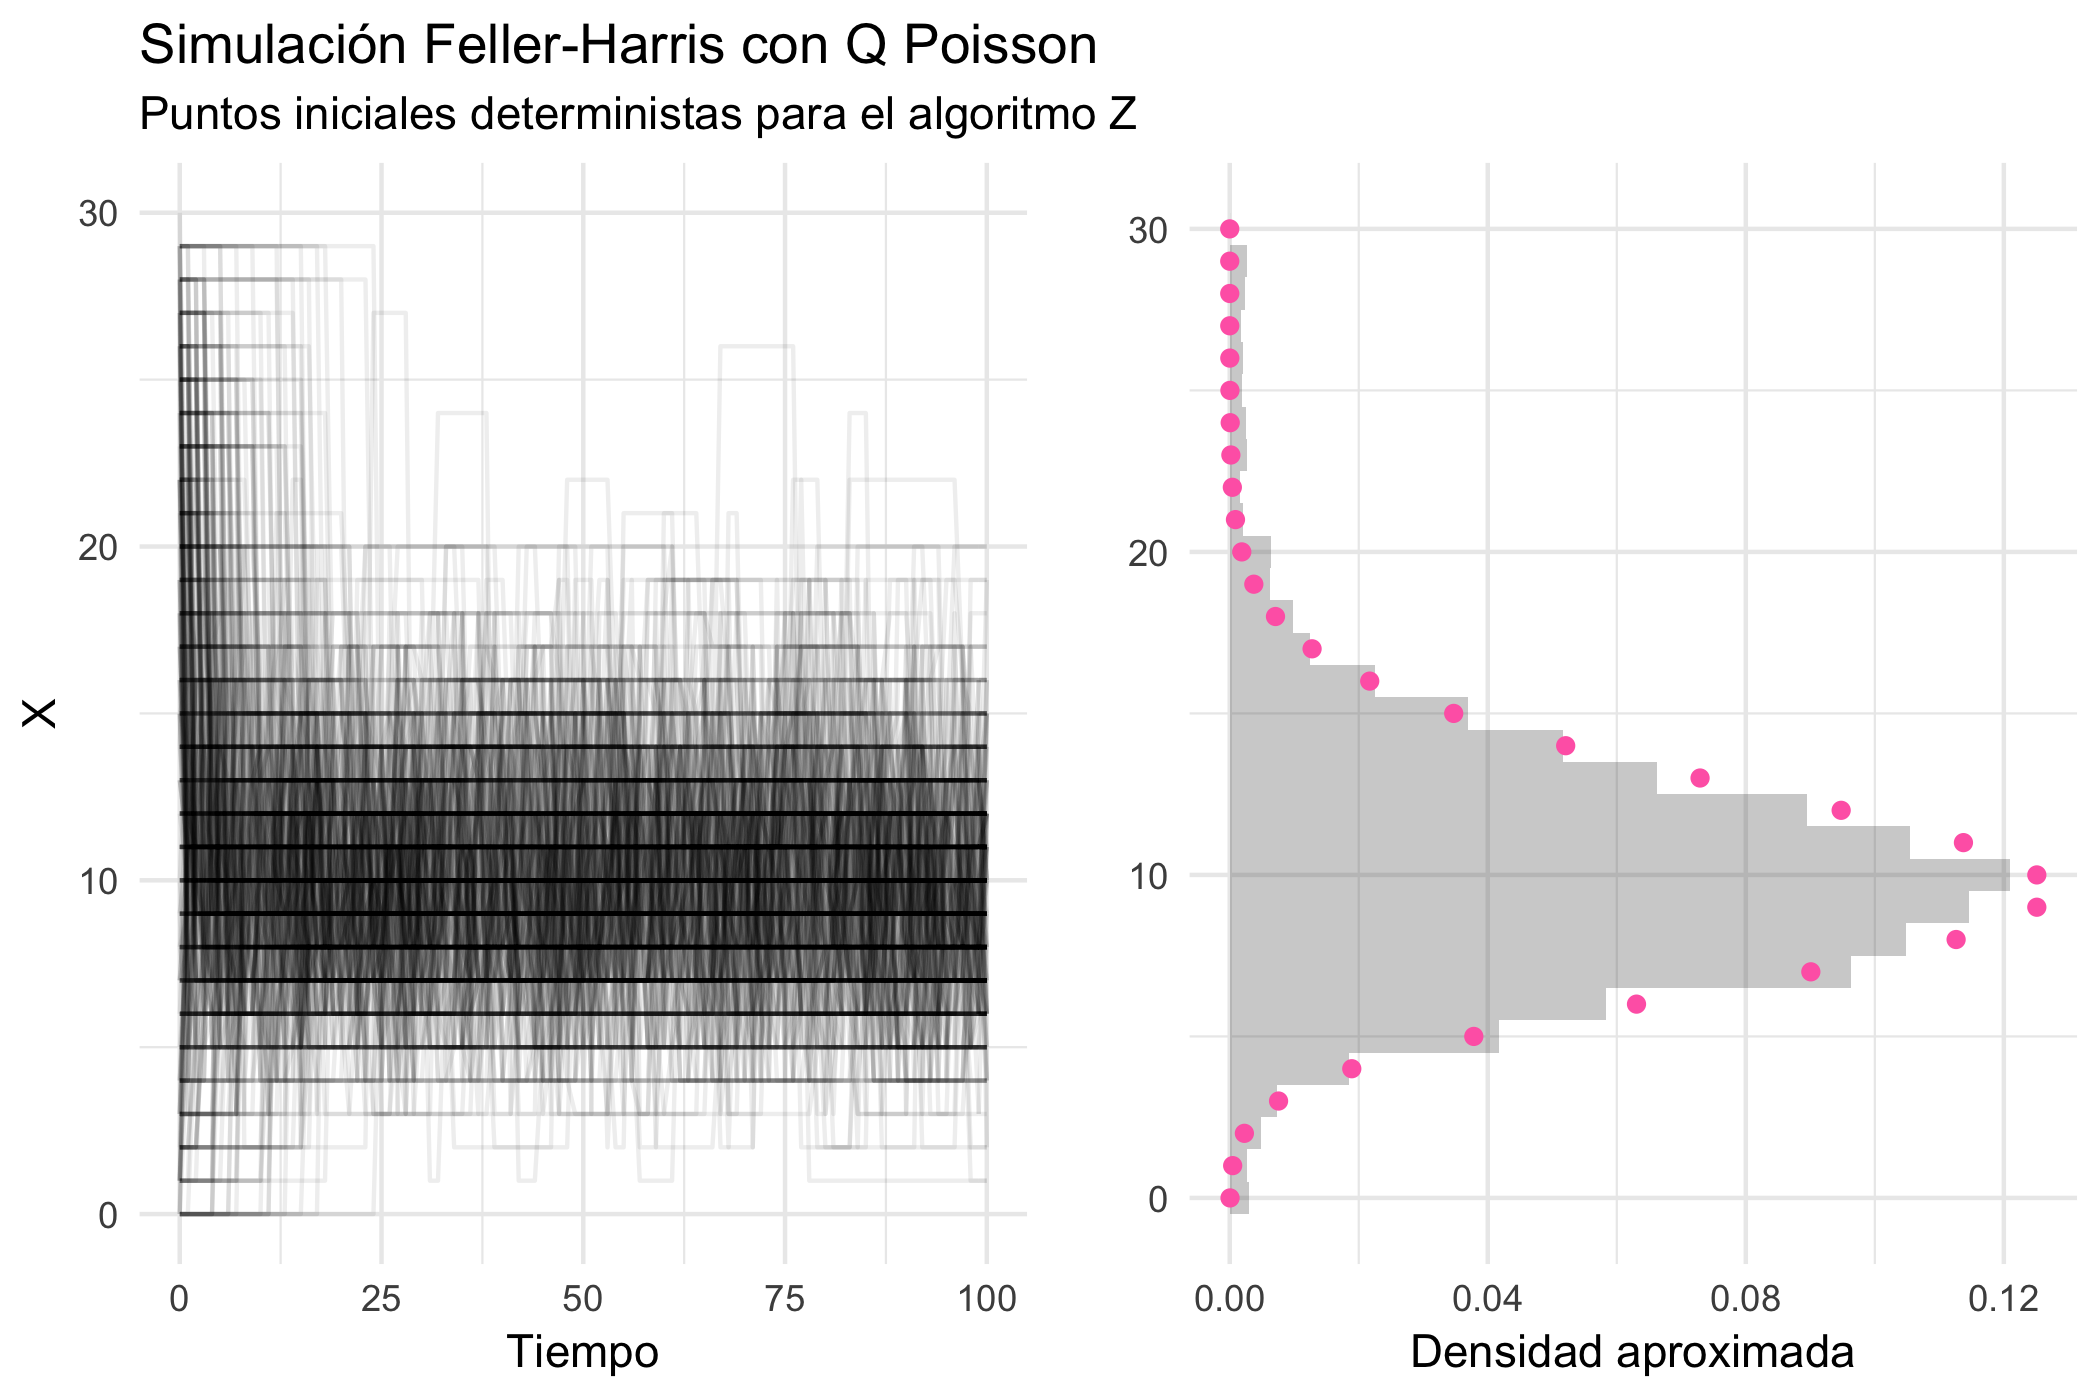 Simulación Feller-Harris con Q Poisson
Puntos iniciales deterministas para el algoritmo Z
X
30
20
10
0
0 25 50 75 100
Tiempo
30
20
10
0
0.00 0.04 0.08 0.12
Densidad aproximada